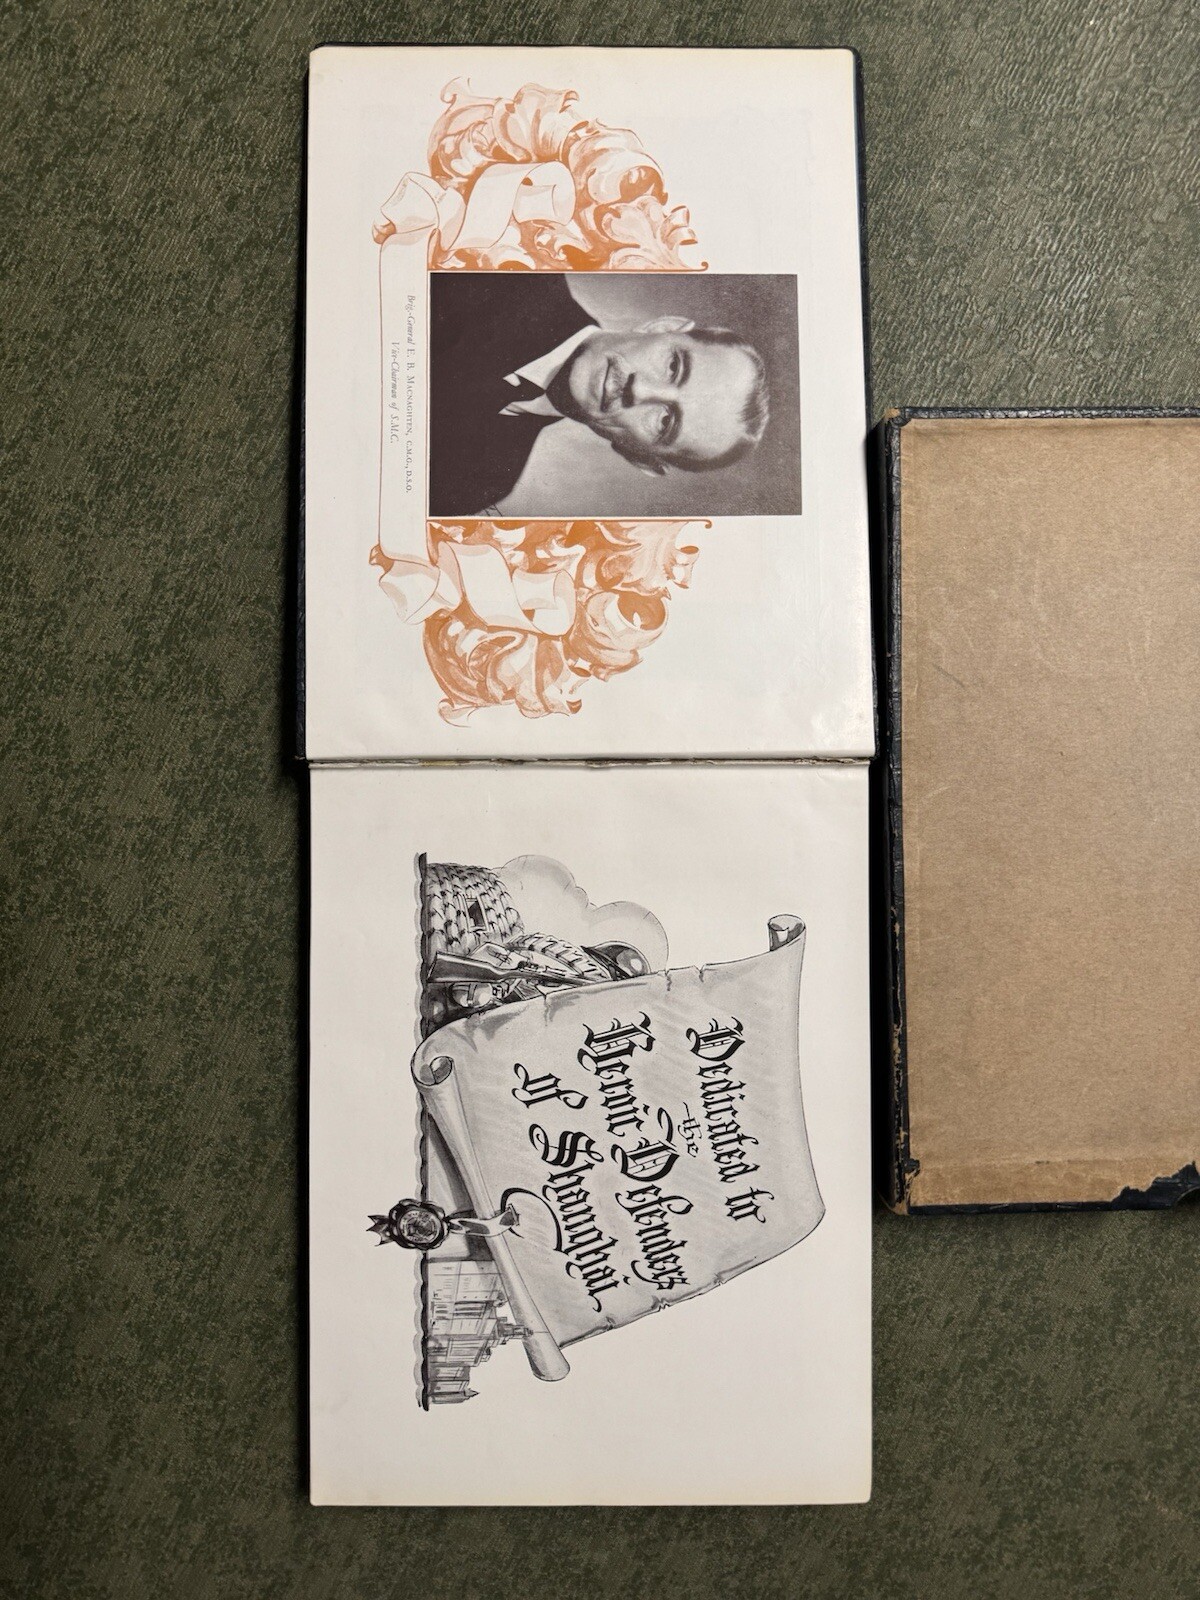 Brig.-General E. B. MACNAGHTEN, C.M.G., D.S.O.
Vice-Chairman of S.M.C.
Dedicated to
the
Heroic Defenders
of Shanghai